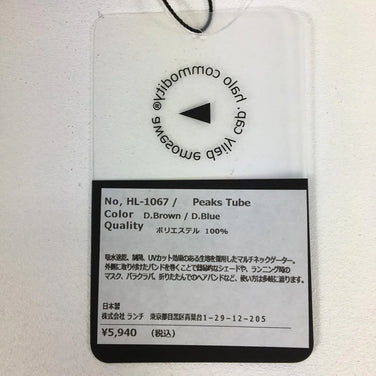 halo commodity®
awesome daily cap.
No, HL-1067 / Peaks Tube
Color D.Brown / D.Blue
Quality ポリエステル 100%
吸水速乾、制菌、UVカット効果のある生地を使用したマルチネックゲーター。
外側に取り付けたバンドを巻くことで簡易的なシェードや、ランニング時の
マスク、バラクラバ、折りたたんでのヘアバンドなど、使い方は多岐に渡ります。
日本製
株式会社 ランチ 東京都目黒区青葉台1-29-12-205
¥5,940 (税込)